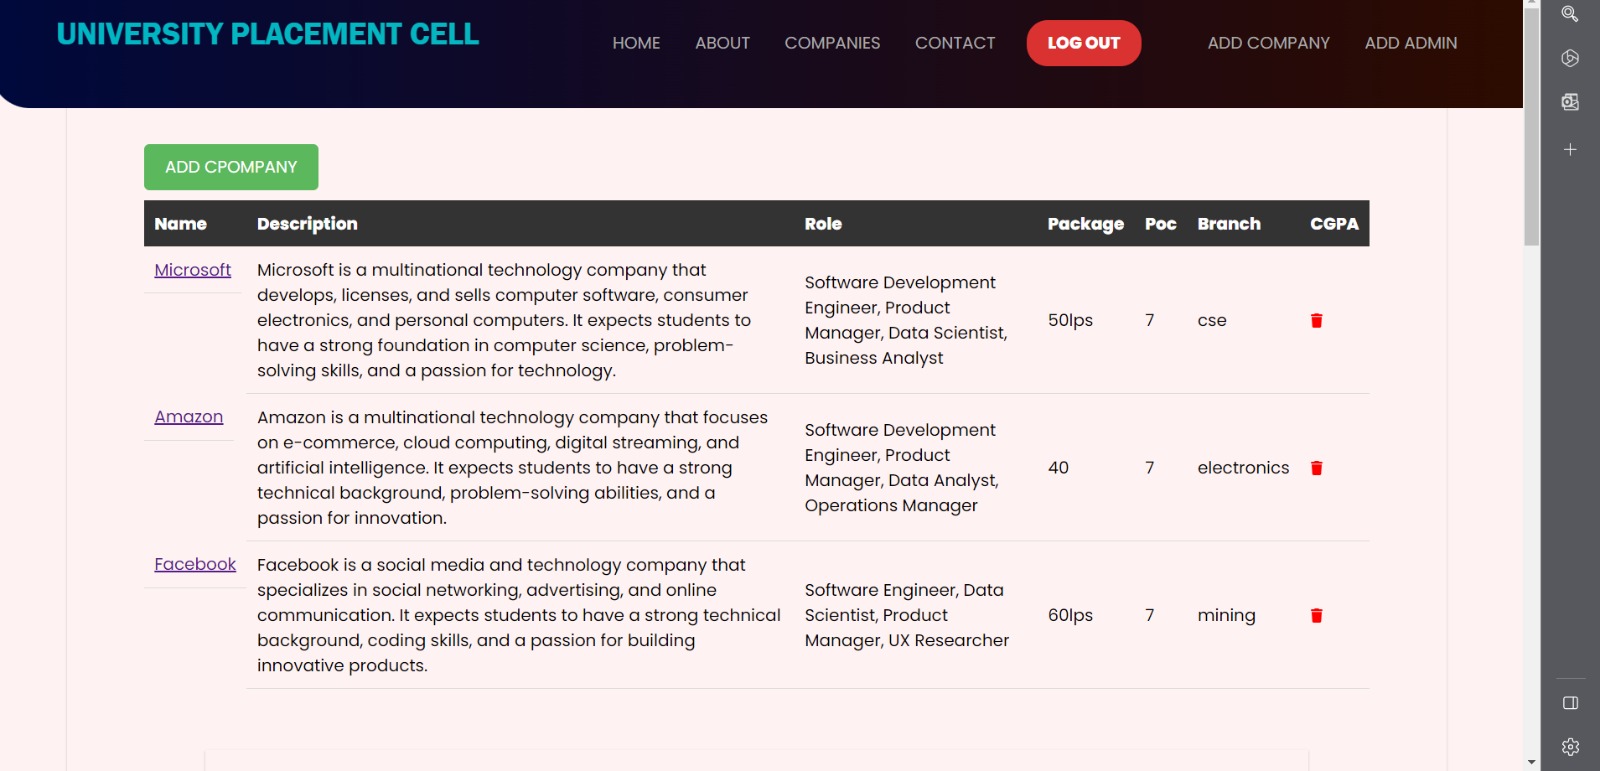 UNIVERSITY PLACEMENT CELL
HOME ABOUT COMPANIES CONTACT LOG OUT ADD COMPANY ADD ADMIN
ADD CPOMPANY
Name Description Role Package Poc Branch CGPA
Microsoft
Microsoft is a multinational technology company that
develops, licenses, and sells computer software, consumer
electronics, and personal computers. It expects students to
have a strong foundation in computer science, problem-
solving skills, and a passion for technology.
Software Development
Engineer, Product
Manager, Data Scientist,
Business Analyst
50lps 7 cse
Amazon
Amazon is a multinational technology company that focuses
on e-commerce, cloud computing, digital streaming, and
artificial intelligence. It expects students to have a strong
technical background, problem-solving abilities, and a
passion for innovation.
Software Development
Engineer, Product
Manager, Data Analyst,
Operations Manager
40 7 electronics
Facebook
Facebook is a social media and technology company that
specializes in social networking, advertising, and online
communication. It expects students to have a strong technical
background, coding skills, and a passion for building
innovative products.
Software Engineer, Data
Scientist, Product
Manager, UX Researcher
60lps 7 mining